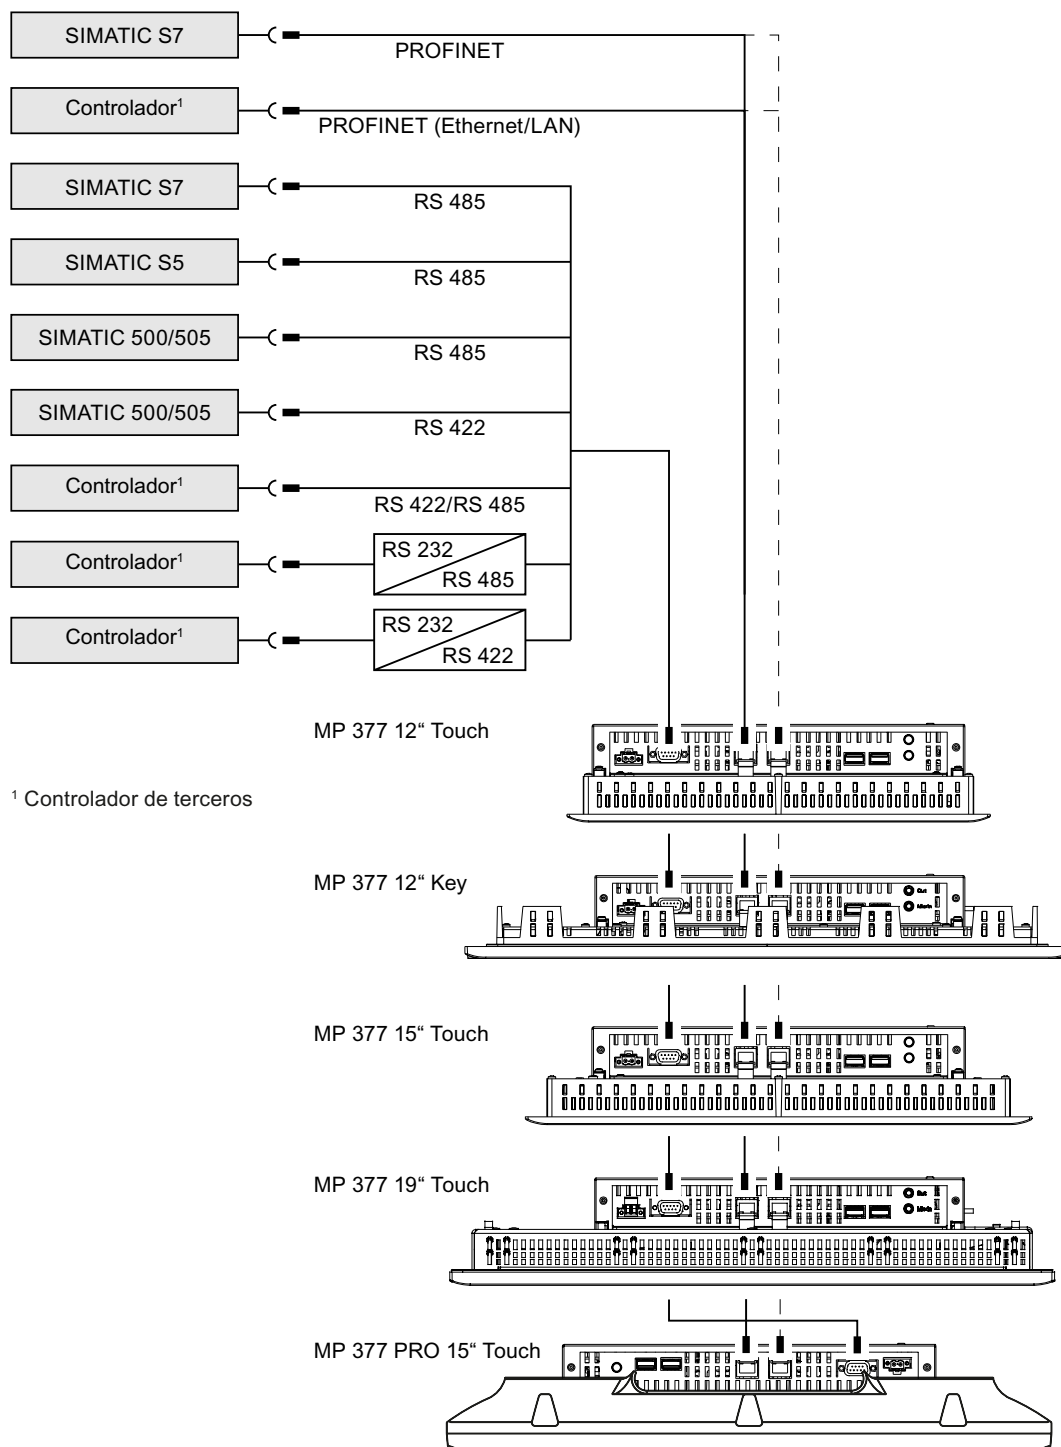 SIMATIC S7
PROFINET
Controlador¹
PROFINET (Ethernet/LAN)
SIMATIC S7
RS 485
SIMATIC S5
RS 485
SIMATIC 500/505
RS 485
SIMATIC 500/505
RS 422
Controlador¹
RS 422/RS 485
Controlador¹
RS 232
RS 485
Controlador¹
RS 232
RS 422
MP 377 12“ Touch
¹ Controlador de terceros
MP 377 12“ Key
Out
MP 377 15“ Touch
MP 377 19“ Touch
MP 377 PRO 15“ Touch